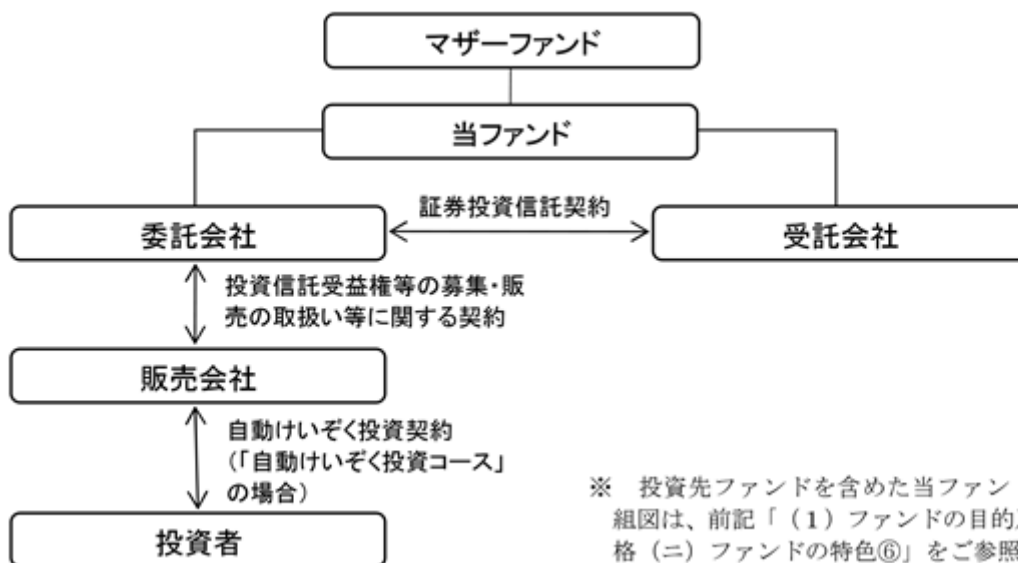 マザーファンド
当ファンド
証券投資信託契約
委託会社
受託会社
投資信託受益権等の募集・販
売の取扱い等に関する契約
販売会社
自動けいぞく投資契約
(「自動けいぞく投資コース」
の場合)
投資者
※ 投資先ファンドを含めた当ファン
組図は、前記「(1)ファンドの目的
格(ニ)ファンドの特色⑥」をご参照